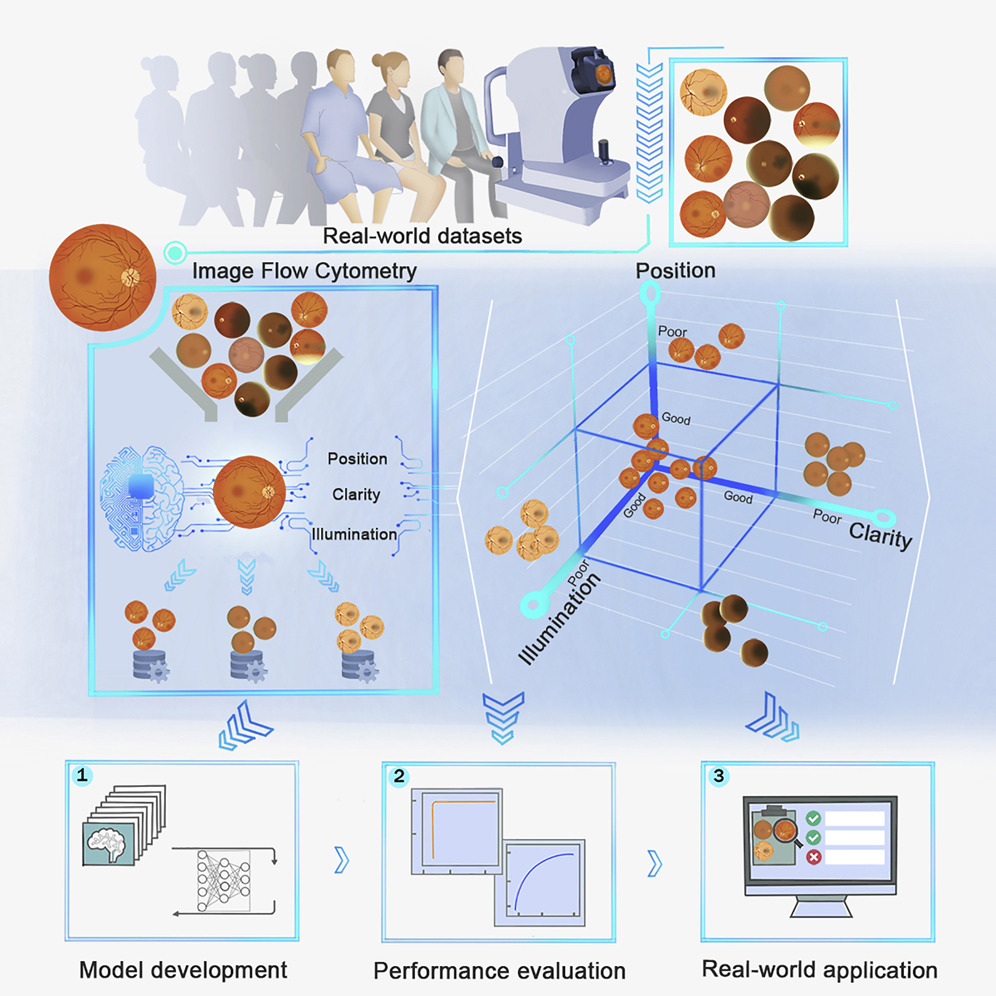 Real-world datasets
Image Flow Cytometry
Position
Position
Clarity
Illumination
Poor
Good
Good
Poor
Clarity
Good
Poor
Illumination
1
2
3
Model development
Performance evaluation
Real-world application